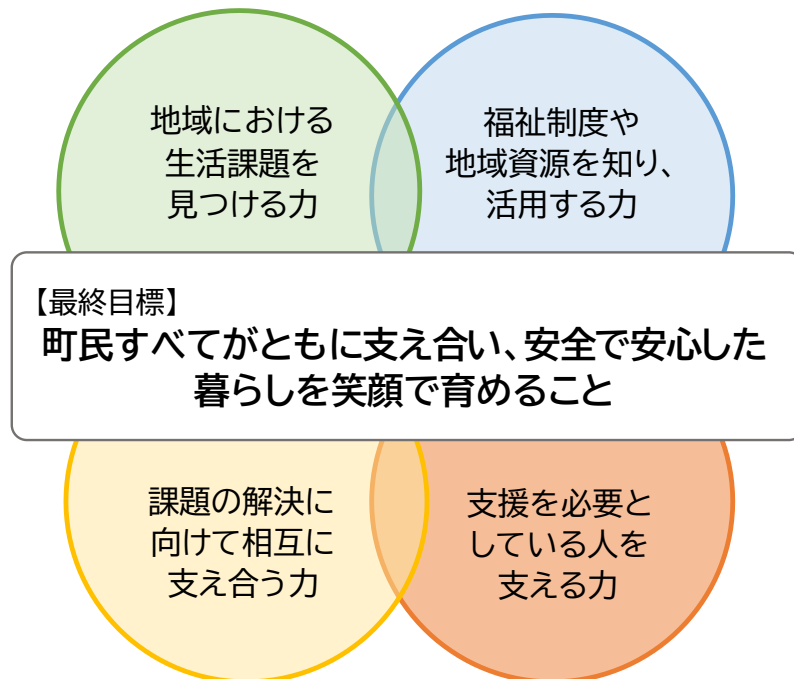 地域における
生活課題を
見つける力
福祉制度や
地域資源を知り、
活用する力
【最終目標】
町民すべてがともに支え合い、安全で安心した
暮らしを笑顔で育めること
課題の解決に
向けて相互に
支え合う力
支援を必要と
している人を
支える力